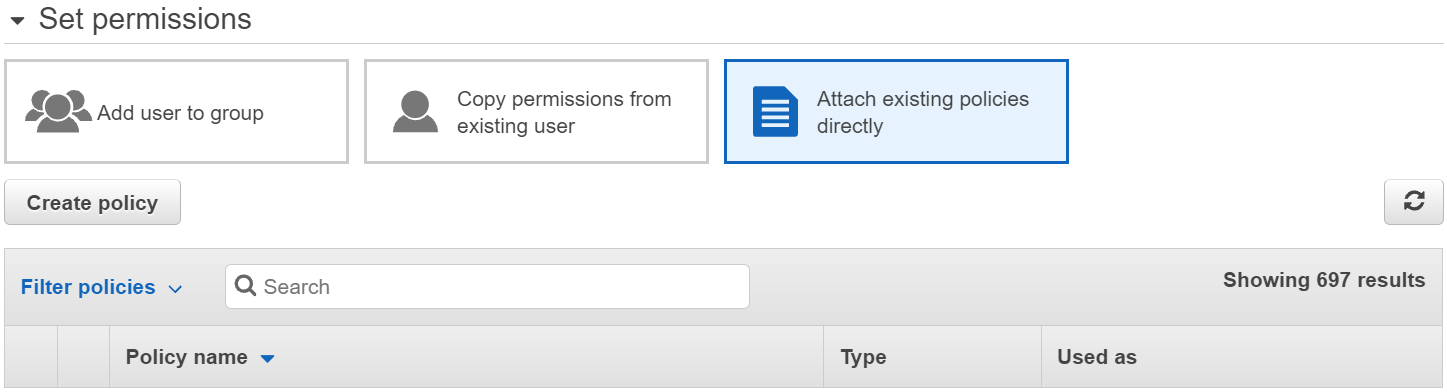 Set permissions
Add user to group
Copy permissions from
existing user
Attach existing policies
directly
Create policy
Filter policies
Search
Showing 697 results
Policy name
Type
Used as